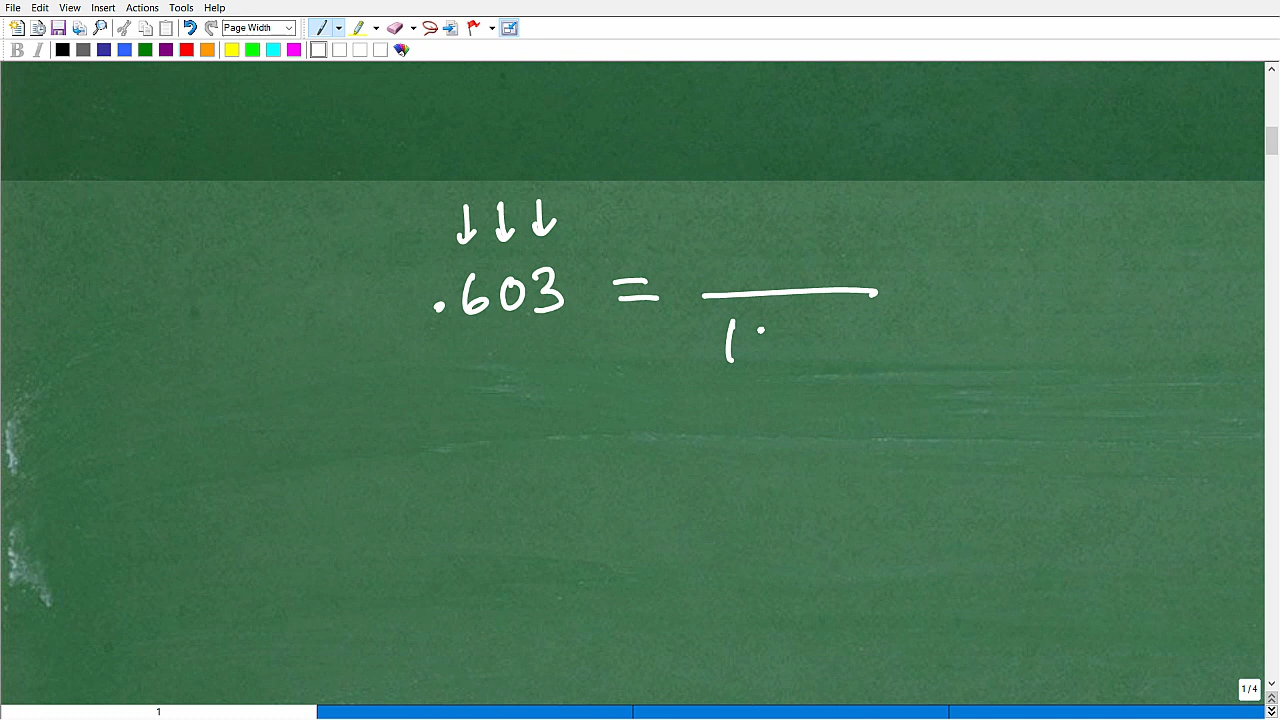 File Edit View Insert Actions Tools Help
Page Width
B I
↓ ↓ ↓
.603 = ―
1
1 / 4
1